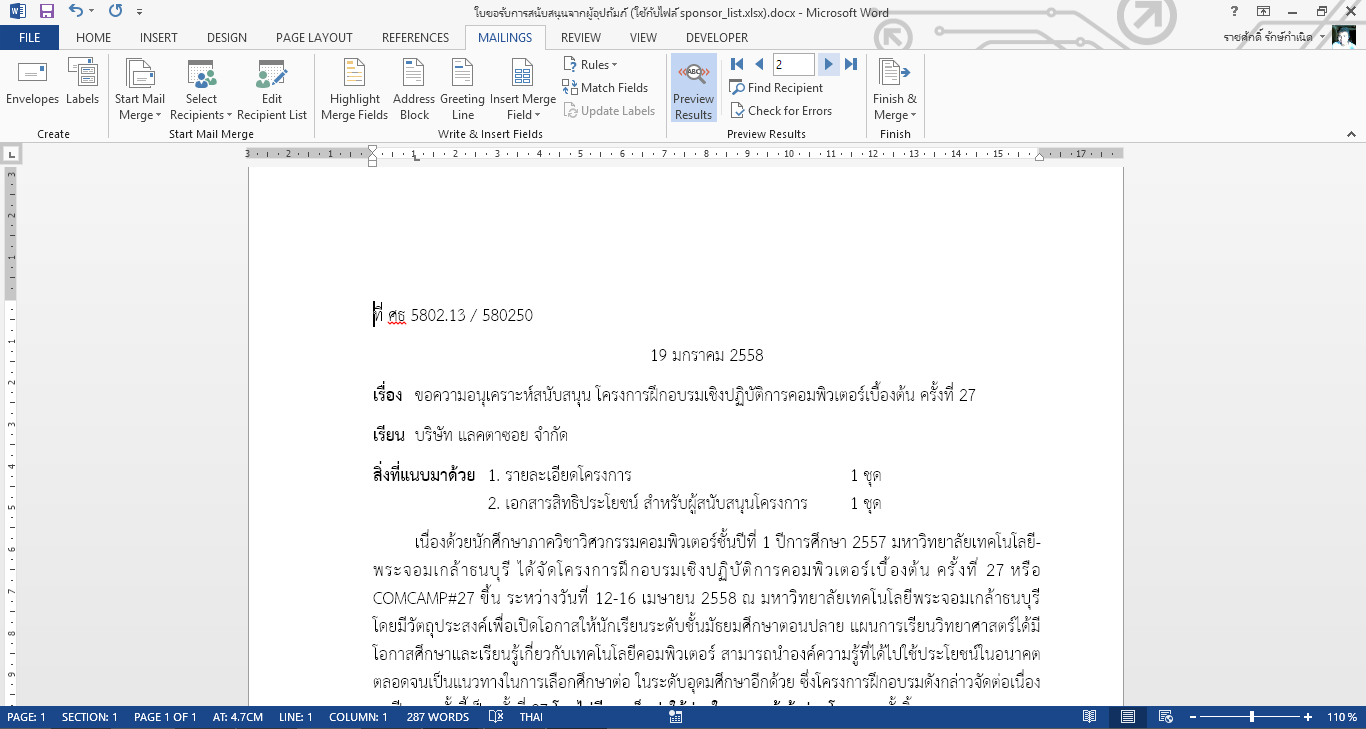 ใบขอรับการสนับสนุนจากผู้อุปถัมภ์ (ใช้กับไฟล์ sponsor_list.xlsx).docx - Microsoft Word
FILE HOME INSERT DESIGN PAGE LAYOUT REFERENCES MAILINGS REVIEW VIEW DEVELOPER
ราชศักดิ์ รักษ์กำเนิด
Envelopes Labels
Create
Start Mail Merge Select Recipients Edit Recipient List
Start Mail Merge
Highlight Merge Fields Address Block Greeting Line Insert Merge Field
Rules
Match Fields
Update Labels
Write & Insert Fields
Preview Results
2
Find Recipient
Check for Errors
Preview Results
Finish & Merge
Finish
3 2 1 1 2 3 4 5 6 7 8 9 10 11 12 13 14 15 17
3 2 1 1 2 3 4 5 6 7 8 9
ที่ ศธ 5802.13 / 580250
19 มกราคม 2558
เรื่อง ขอความอนุเคราะห์สนับสนุน โครงการฝึกอบรมเชิงปฏิบัติการคอมพิวเตอร์เบื้องต้น ครั้งที่ 27
เรียน บริษัท แลคตาซอย จำกัด
สิ่งที่แนบมาด้วย 1. รายละเอียดโครงการ 1 ชุด
2. เอกสารสิทธิประโยชน์ สำหรับผู้สนับสนุนโครงการ 1 ชุด
เนื่องด้วยนักศึกษาภาควิชาวิศวกรรมคอมพิวเตอร์ชั้นปีที่ 1 ปีการศึกษา 2557 มหาวิทยาลัยเทคโนโลยี-
พระจอมเกล้าธนบุรี ได้จัดโครงการฝึกอบรมเชิงปฏิบัติการคอมพิวเตอร์เบื้องต้น ครั้งที่ 27 หรือ
COMCAMP#27 ขึ้น ระหว่างวันที่ 12-16 เมษายน 2558 ณ มหาวิทยาลัยเทคโนโลยีพระจอมเกล้าธนบุรี
โดยมีวัตถุประสงค์เพื่อเปิดโอกาสให้นักเรียนระดับชั้นมัธยมศึกษาตอนปลาย แผนการเรียนวิทยาศาสตร์ได้มี
โอกาสศึกษาและเรียนรู้เกี่ยวกับเทคโนโลยีคอมพิวเตอร์ สามารถนำองค์ความรู้ที่ได้ไปใช้ประโยชน์ในอนาคต
ตลอดจนเป็นแนวทางในการเลือกศึกษาต่อ ในระดับอุดมศึกษาอีกด้วย ซึ่งโครงการฝึกอบรมดังกล่าวจัดต่อเนื่อง
PAGE: 1 SECTION: 1 PAGE 1 OF 1 AT: 4.7CM LINE: 1 COLUMN: 1 287 WORDS THAI 110 %